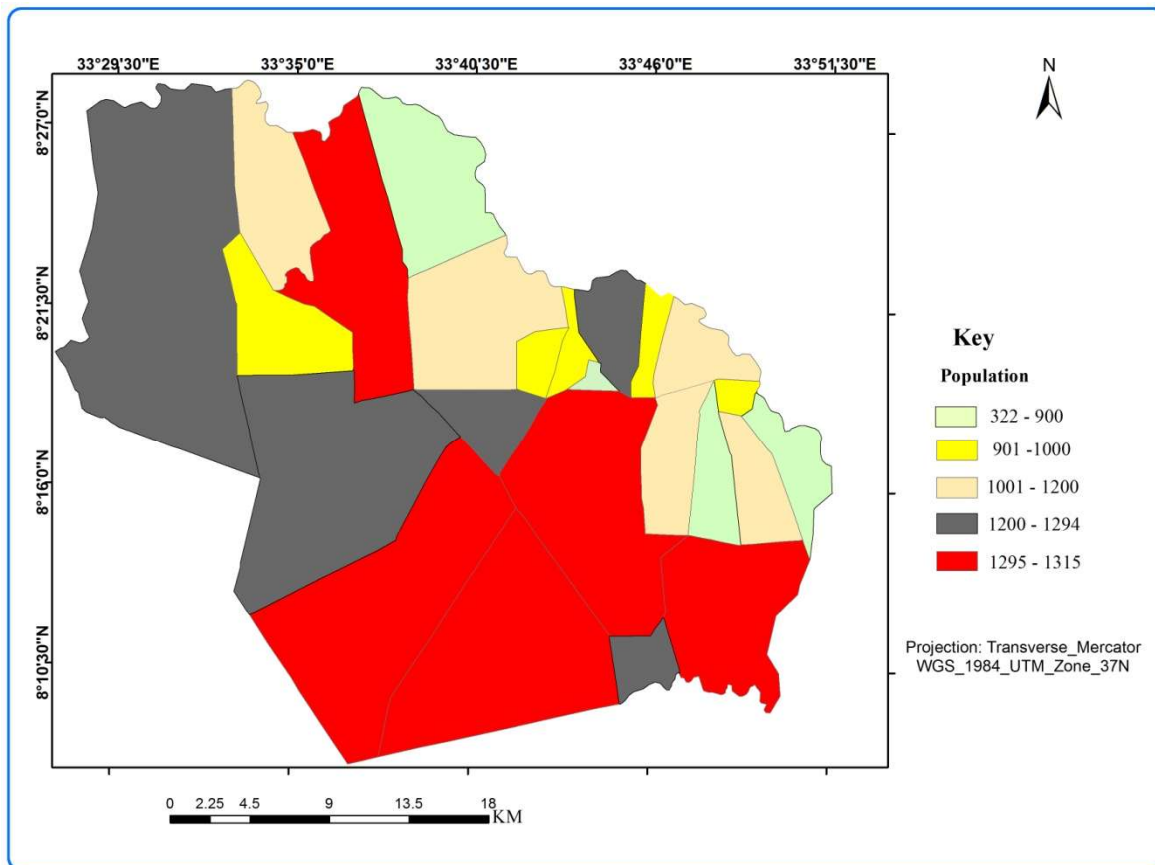 33°29'30"E 33°35'0"E 33°40'30"E 33°46'0"E 33°51'30"E
N
8°27'0"N
8°21'30"N
8°16'0"N
8°10'30"N
Key
Population
322 - 900
901 -1000
1001 - 1200
1200 - 1294
1295 - 1315
Projection: Transverse_Mercator
WGS_1984_UTM_Zone_37N
0 2.25 4.5 9 13.5 18
KM